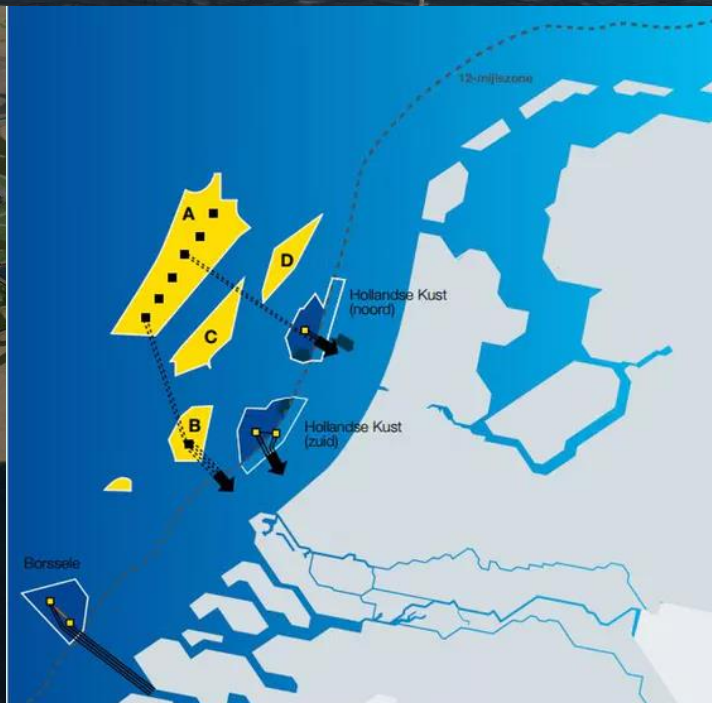 12-mijlszone
A
D
Hollandse Kust
(noord)
C
B
Hollandse Kust
(zuid)
Borssele